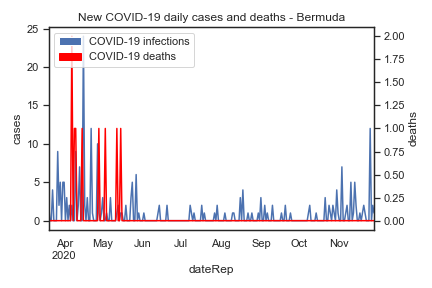 New COVID-19 daily cases and deaths - Bermuda
COVID-19 infections
COVID-19 deaths
25
20
15
10
5
0
cases
2.00
1.75
1.50
1.25
1.00
0.75
0.50
0.25
0.00
deaths
Apr May Jun Jul Aug Sep Oct Nov
2020
dateRep